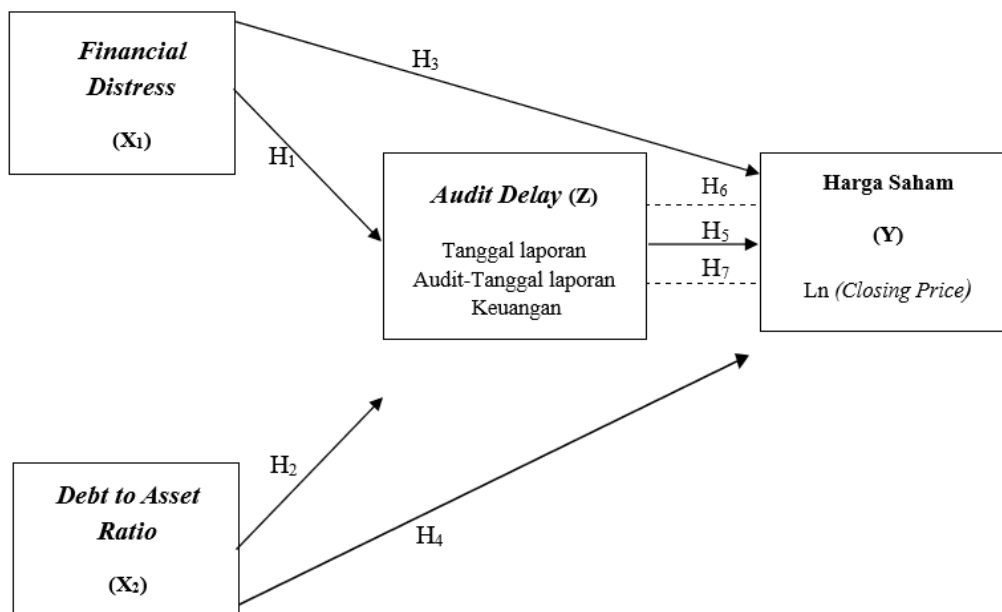 Financial
Distress
(X₁)
H₃
H₁
Audit Delay (Z)
Tanggal laporan
Audit-Tanggal laporan
Keuangan
H₆
H₅
H₇
Harga Saham
(Y)
Ln (Closing Price)
H₂
Debt to Asset
Ratio
(X₂)
H₄